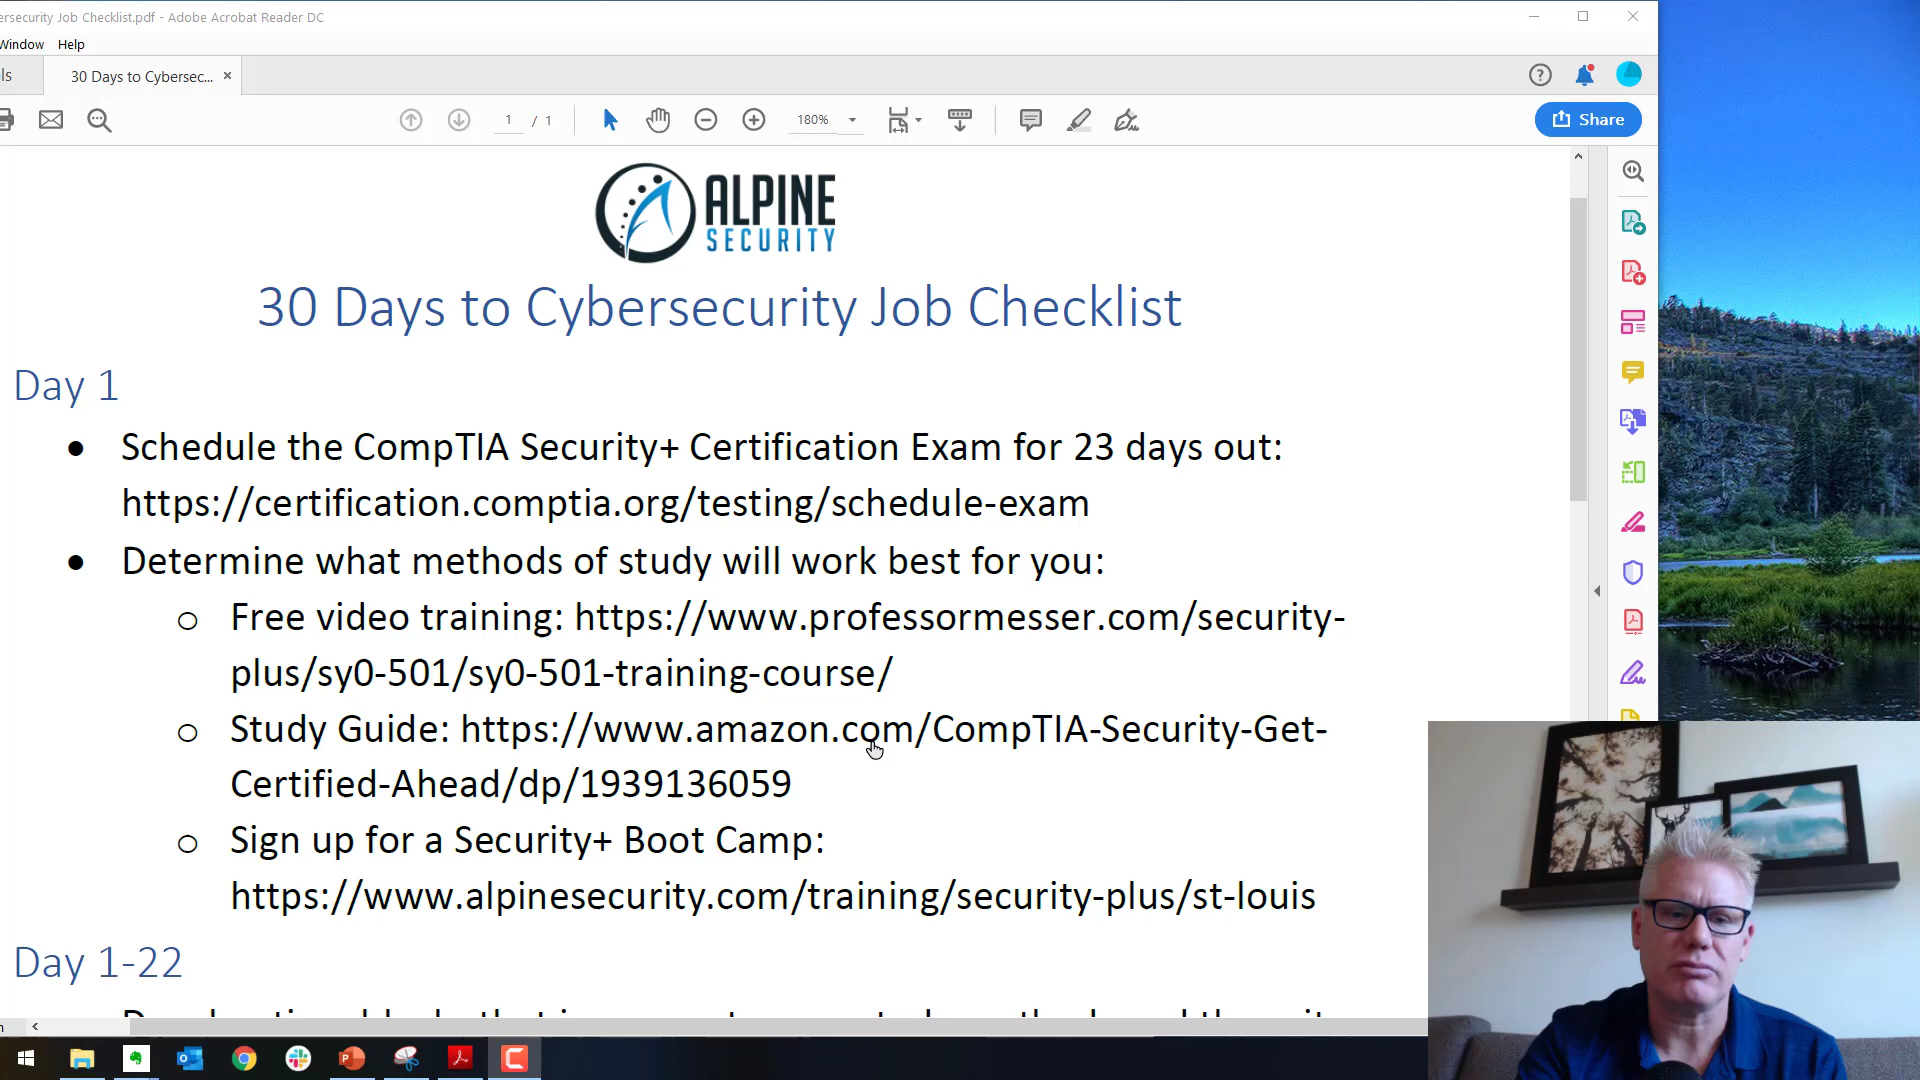 ersecurity Job Checklist.pdf - Adobe Acrobat Reader DC
Window Help
ls 30 Days to Cybersec... ×
1 / 1 180% Share
ALPINE
SECURITY
30 Days to Cybersecurity Job Checklist
Day 1
• Schedule the CompTIA Security+ Certification Exam for 23 days out:
https://certification.comptia.org/testing/schedule-exam
• Determine what methods of study will work best for you:
o Free video training: https://www.professormesser.com/security-
plus/sy0-501/sy0-501-training-course/
o Study Guide: https://www.amazon.com/CompTIA-Security-Get-
Certified-Ahead/dp/1939136059
o Sign up for a Security+ Boot Camp:
https://www.alpinesecurity.com/training/security-plus/st-louis
Day 1-22